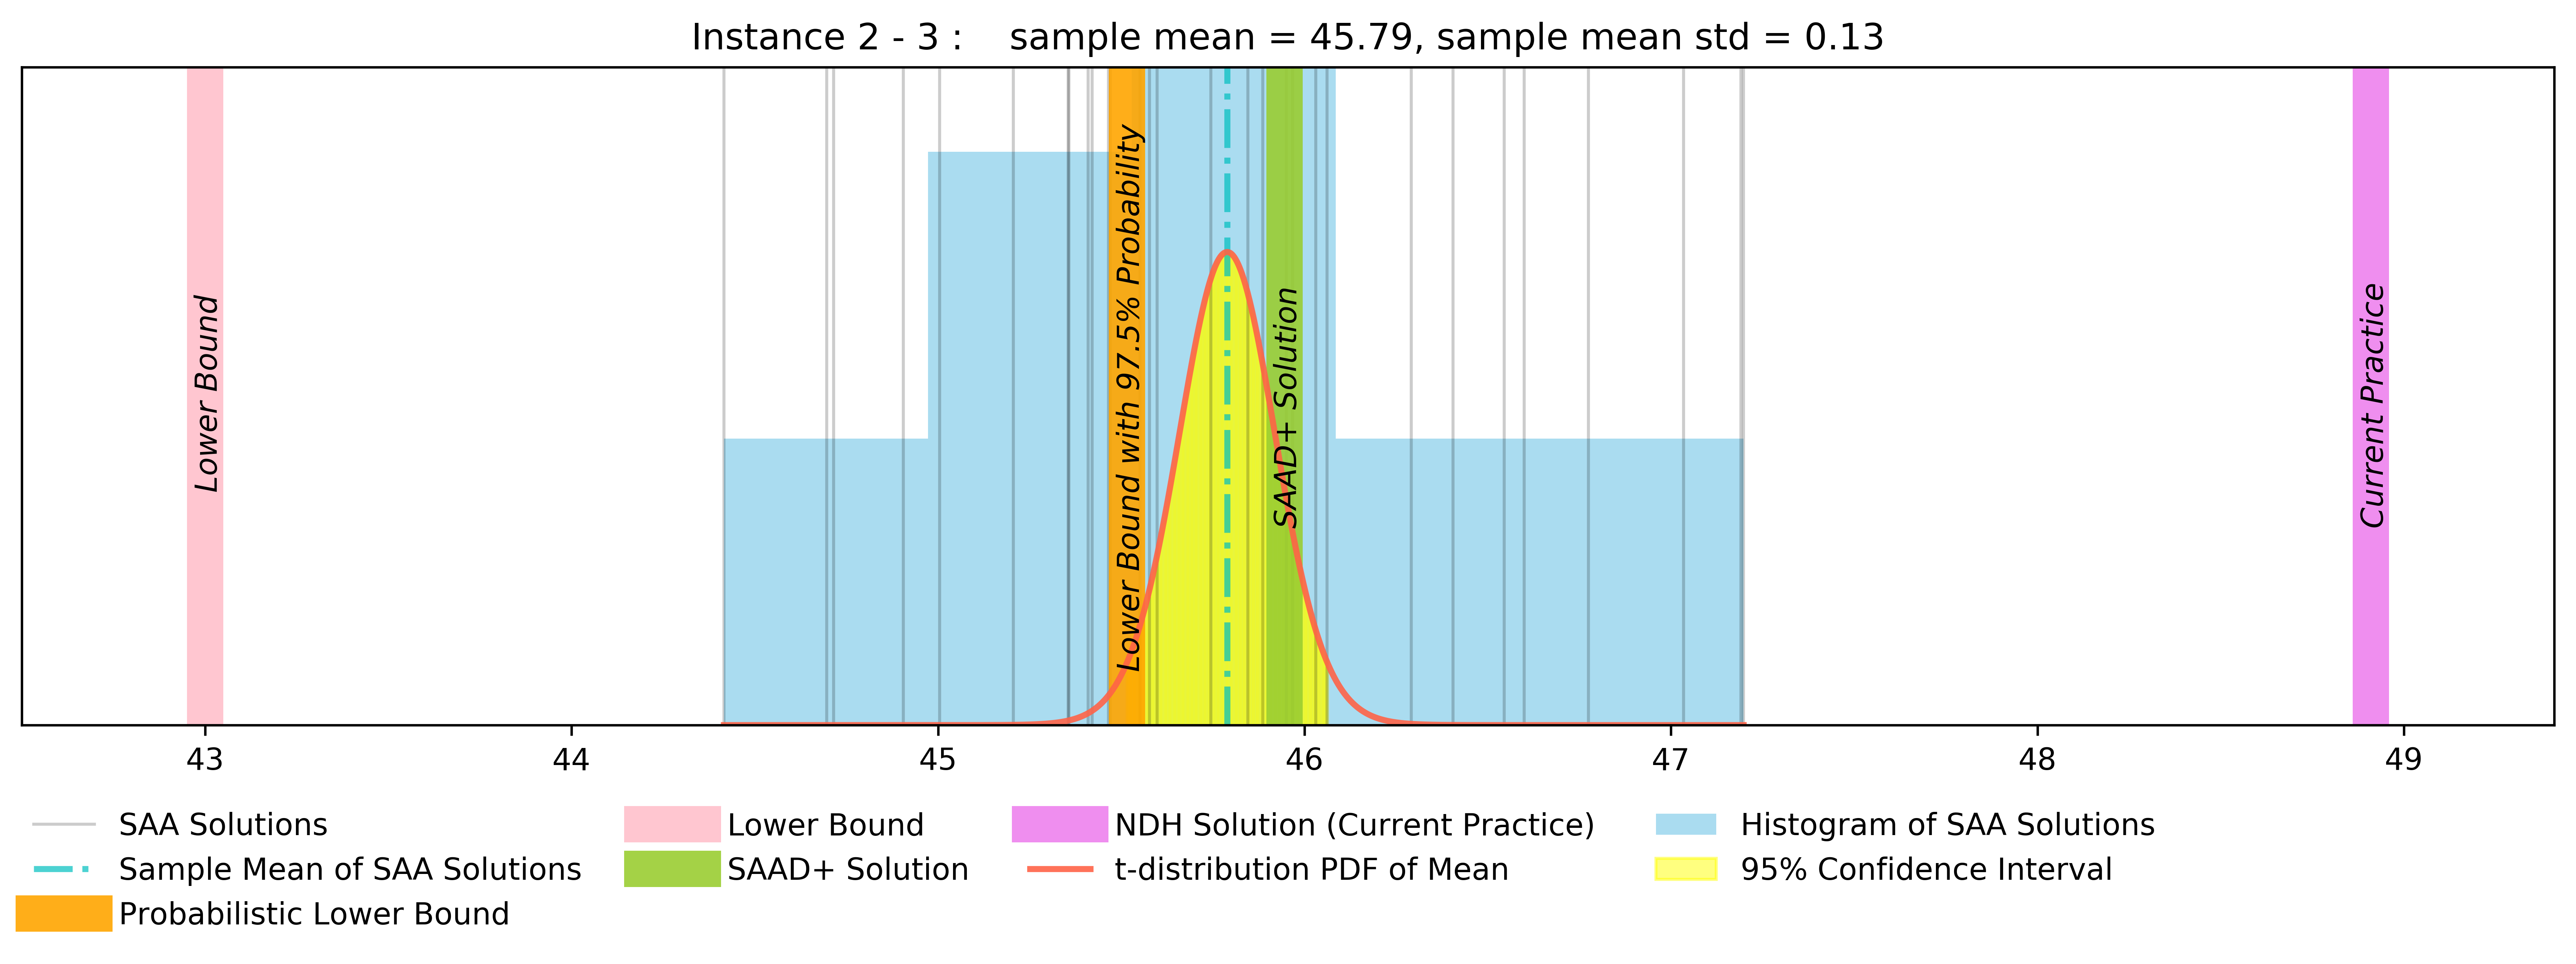 Instance 2 - 3 :    sample mean = 45.79, sample mean std = 0.13
Lower Bound
Lower Bound with 97.5% Probability
SAAD+ Solution
Current Practice
43 44 45 46 47 48 49
SAA Solutions
Sample Mean of SAA Solutions
Probabilistic Lower Bound
Lower Bound
SAAD+ Solution
NDH Solution (Current Practice)
t-distribution PDF of Mean
Histogram of SAA Solutions
95% Confidence Interval